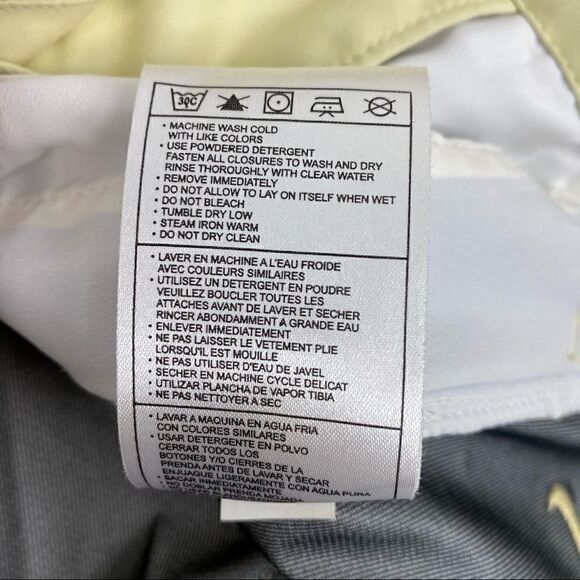 30C
• MACHINE WASH COLD
WITH LIKE COLORS
• USE POWDERED DETERGENT
FASTEN ALL CLOSURES TO WASH AND DRY
RINSE THOROUGHLY WITH CLEAR WATER
• REMOVE IMMEDIATELY
• DO NOT ALLOW TO LAY ON ITSELF WHEN WET
• DO NOT BLEACH
• TUMBLE DRY LOW
• STEAM IRON WARM
• DO NOT DRY CLEAN
• LAVER EN MACHINE A L'EAU FROIDE
AVEC COULEURS SIMILAIRES
• UTILISEZ UN DETERGENT EN POUDRE
VEUILLEZ BOUCLER TOUTES LES
ATTACHES AVANT DE LAVER ET SECHER
RINCER ABONDAMMENT A GRANDE EAU
• ENLEVER IMMEDIATEMENT
• NE PAS LAISSER LE VETEMENT PLIE
LORSQU'IL EST MOUILLE
• NE PAS UTILISER D'EAU DE JAVEL
• SECHER EN MACHINE CYCLE DELICAT
• UTILIZAR PLANCHA DE VAPOR TIBIA
• NE PAS NETTOYER A SEC
• LAVAR A MAQUINA EN AGUA FRIA
CON COLORES SIMILARES
• USAR DETERGENTE EN POLVO
CERRAR TODOS LOS
BOTONES Y/O CIERRES DE LA
PRENDA ANTES DE LAVAR Y SECAR
ENJUAGUE LIGERAMENTE CON AGUA PURA
• SACAR INMEDIATAMENTE
• NO DOBLAR PRENDA MOJADA